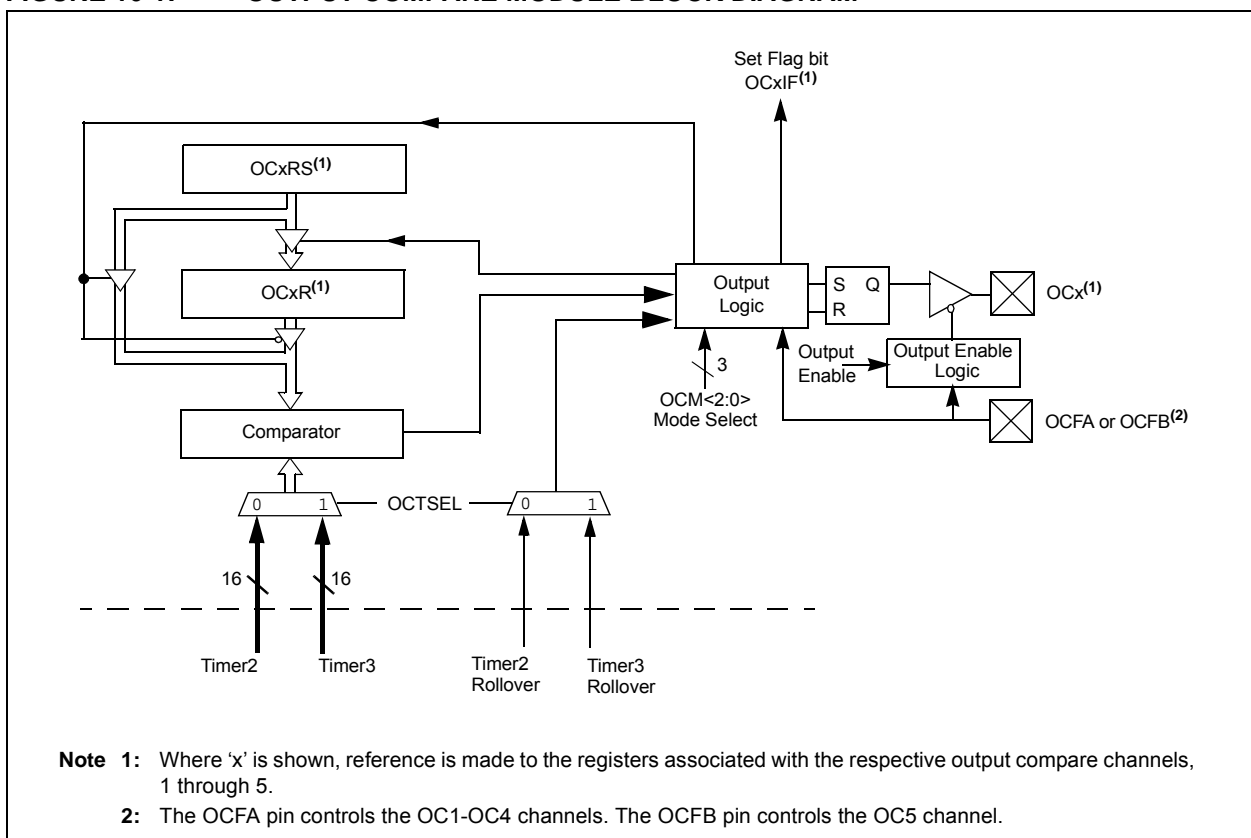 Set Flag bit
OCxIF(1)
OCxRS(1)
OCxR(1)
Output
Logic
S Q
R
OCx(1)
Output
Enable
Output Enable
Logic
3
OCM<2:0>
Mode Select
OCFA or OCFB(2)
Comparator
0 1
OCTSEL
0 1
16
16
Timer2
Timer3
Timer2
Rollover
Timer3
Rollover
Note 1: Where ‘x’ is shown, reference is made to the registers associated with the respective output compare channels,
1 through 5.
2: The OCFA pin controls the OC1-OC4 channels. The OCFB pin controls the OC5 channel.